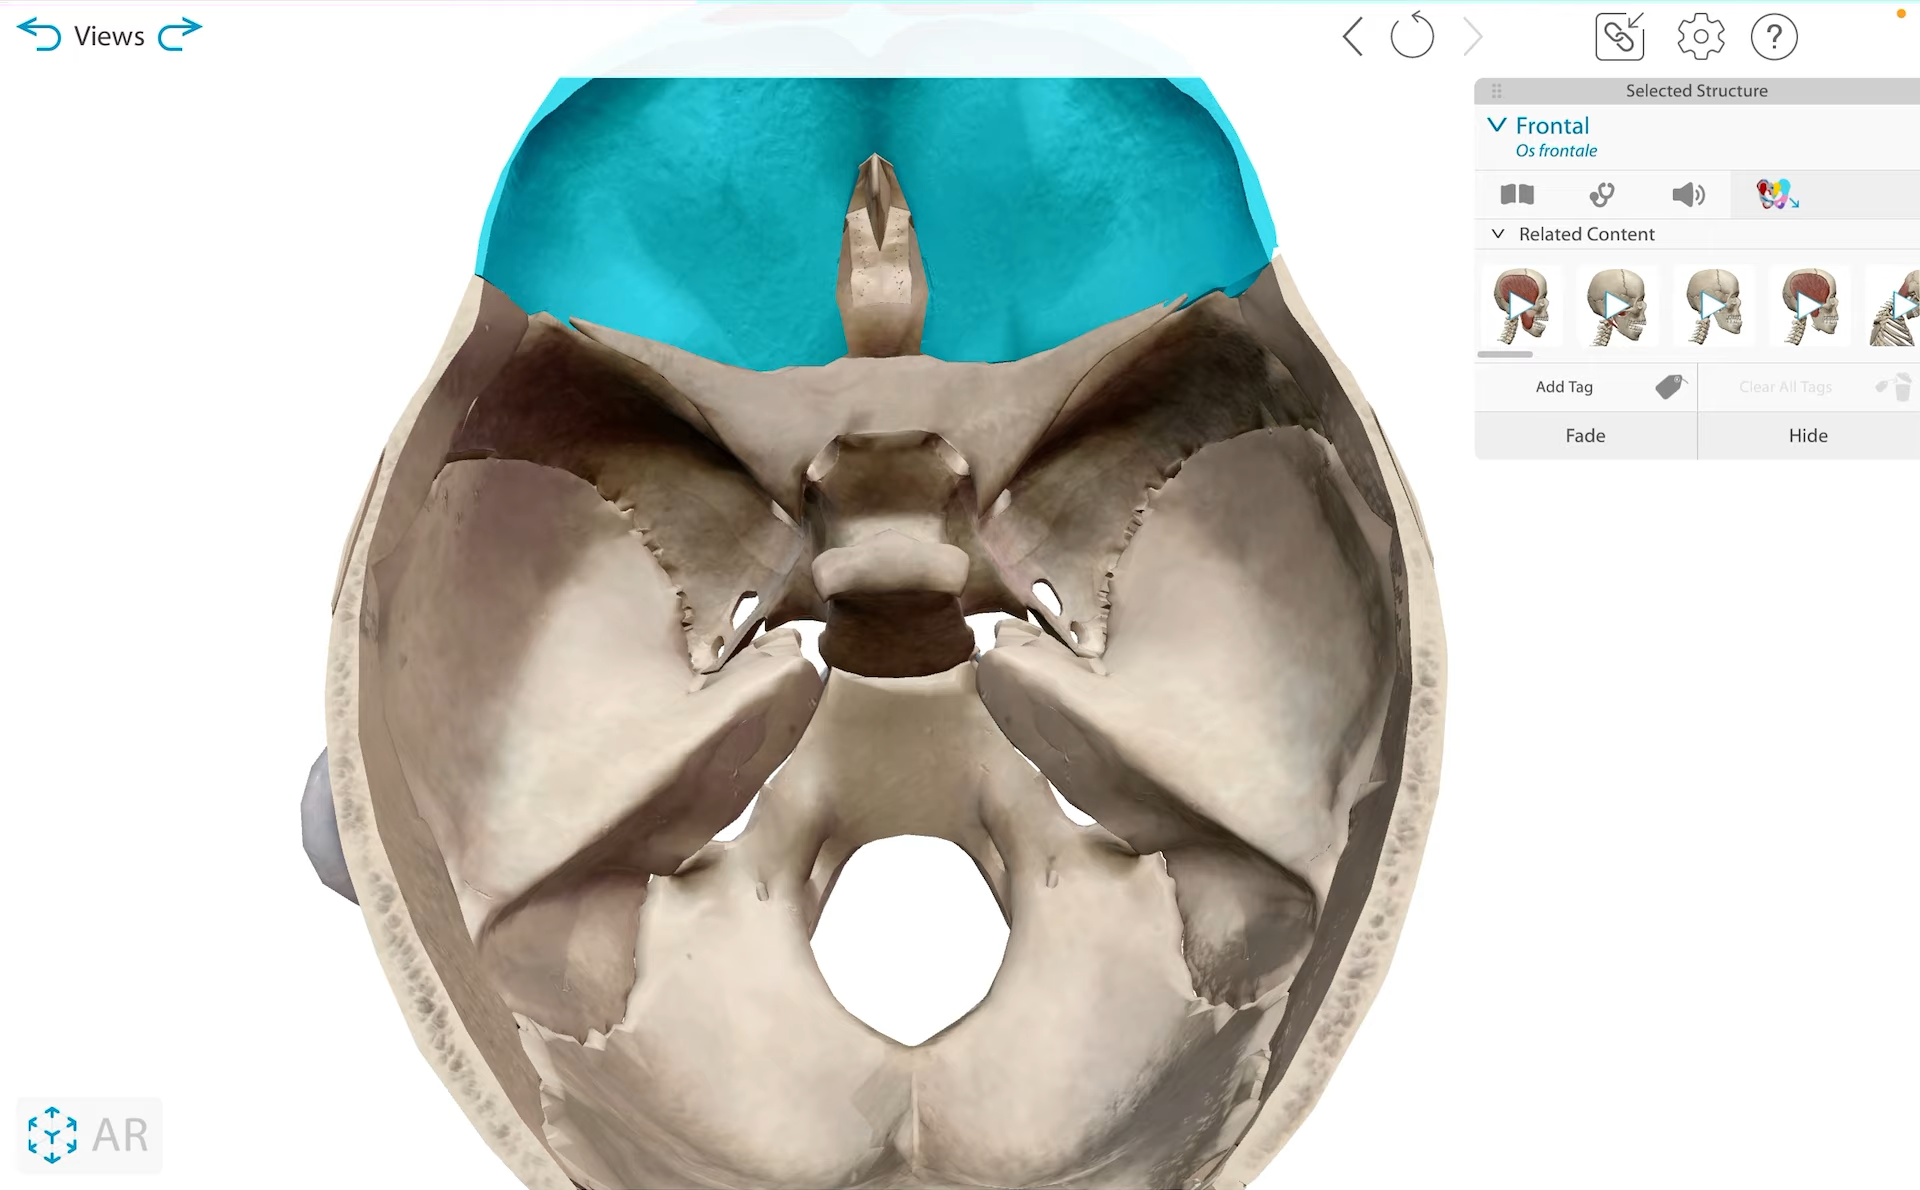 Views
?
Selected Structure
Frontal
Os frontale
Related Content
Add Tag
Clear All Tags
Fade
Hide
AR